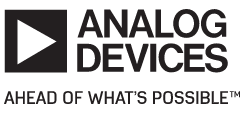 ANALOG
DEVICES
AHEAD OF WHAT'S POSSIBLE™